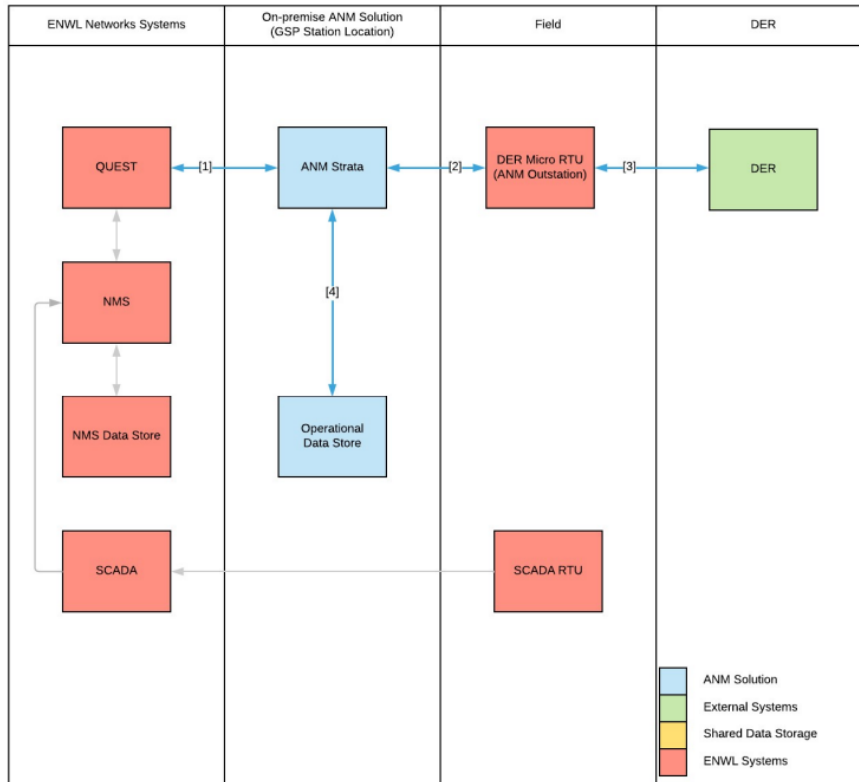 ENWL Networks Systems
On-premise ANM Solution
(GSP Station Location)
Field
DER
QUEST
[1]
ANM Strata
[2]
DER Micro RTU
(ANM Outstation)
[3]
DER
NMS
[4]
NMS Data Store
Operational
Data Store
SCADA
SCADA RTU
ANM Solution
External Systems
Shared Data Storage
ENWL Systems